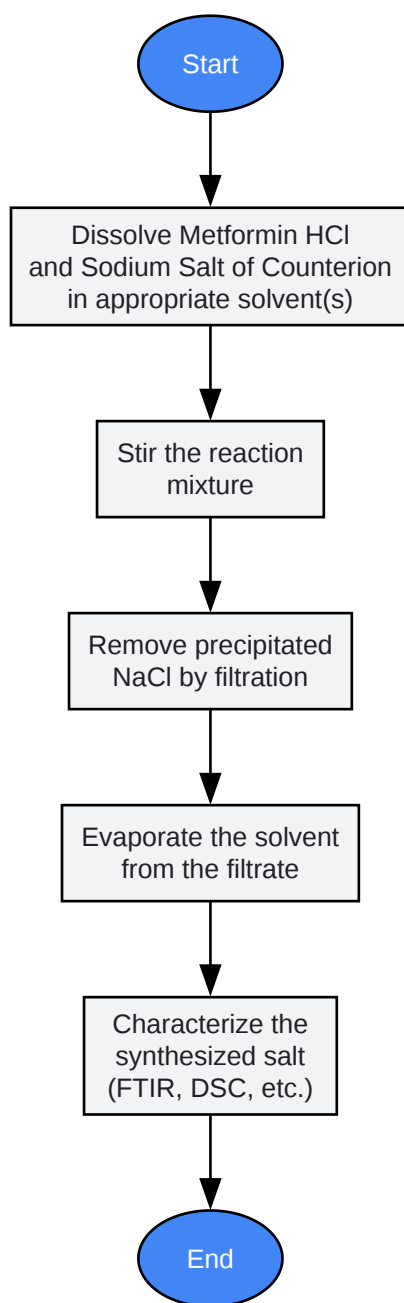 Start
Dissolve Metformin HCl
and Sodium Salt of Counterion
in appropriate solvent(s)
Stir the reaction
mixture
Remove precipitated
NaCl by filtration
Evaporate the solvent
from the filtrate
Characterize the
synthesized salt
(FTIR, DSC, etc.)
End